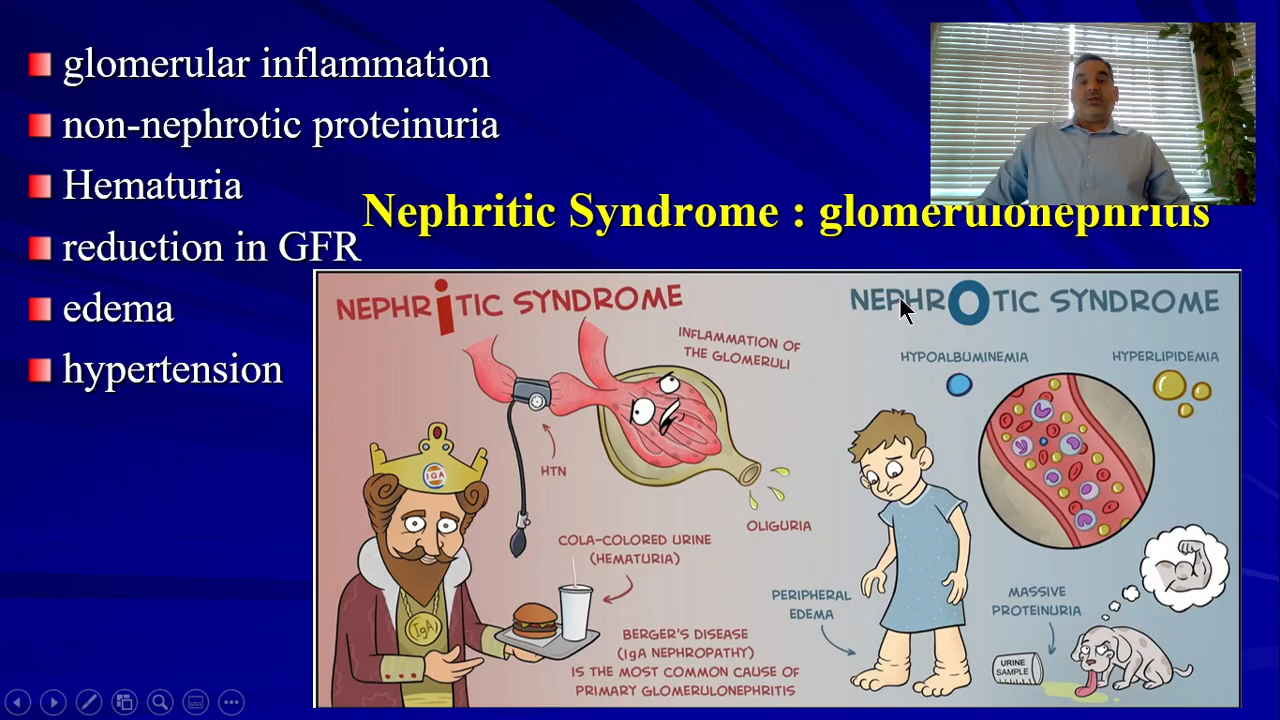 glomerular inflammation
non-nephrotic proteinuria
Hematuria
reduction in GFR
edema
hypertension
Nephritic Syndrome : glomerulonephritis
NEPHRiTIC SYNDROME
INFLAMMATION OF
THE GLOMERULI
HTN
OLIGURIA
IGA
COLA-COLORED URINE
(HEMATURIA)
IgA
BERGER'S DISEASE
(IgA NEPHROPATHY)
IS THE MOST COMMON CAUSE OF
PRIMARY GLOMERULONEPHRITIS
NEPHROTIC SYNDROME
HYPOALBUMINEMIA
HYPERLIPIDEMIA
PERIPHERAL
EDEMA
MASSIVE
PROTEINURIA
URINE
SAMPLE